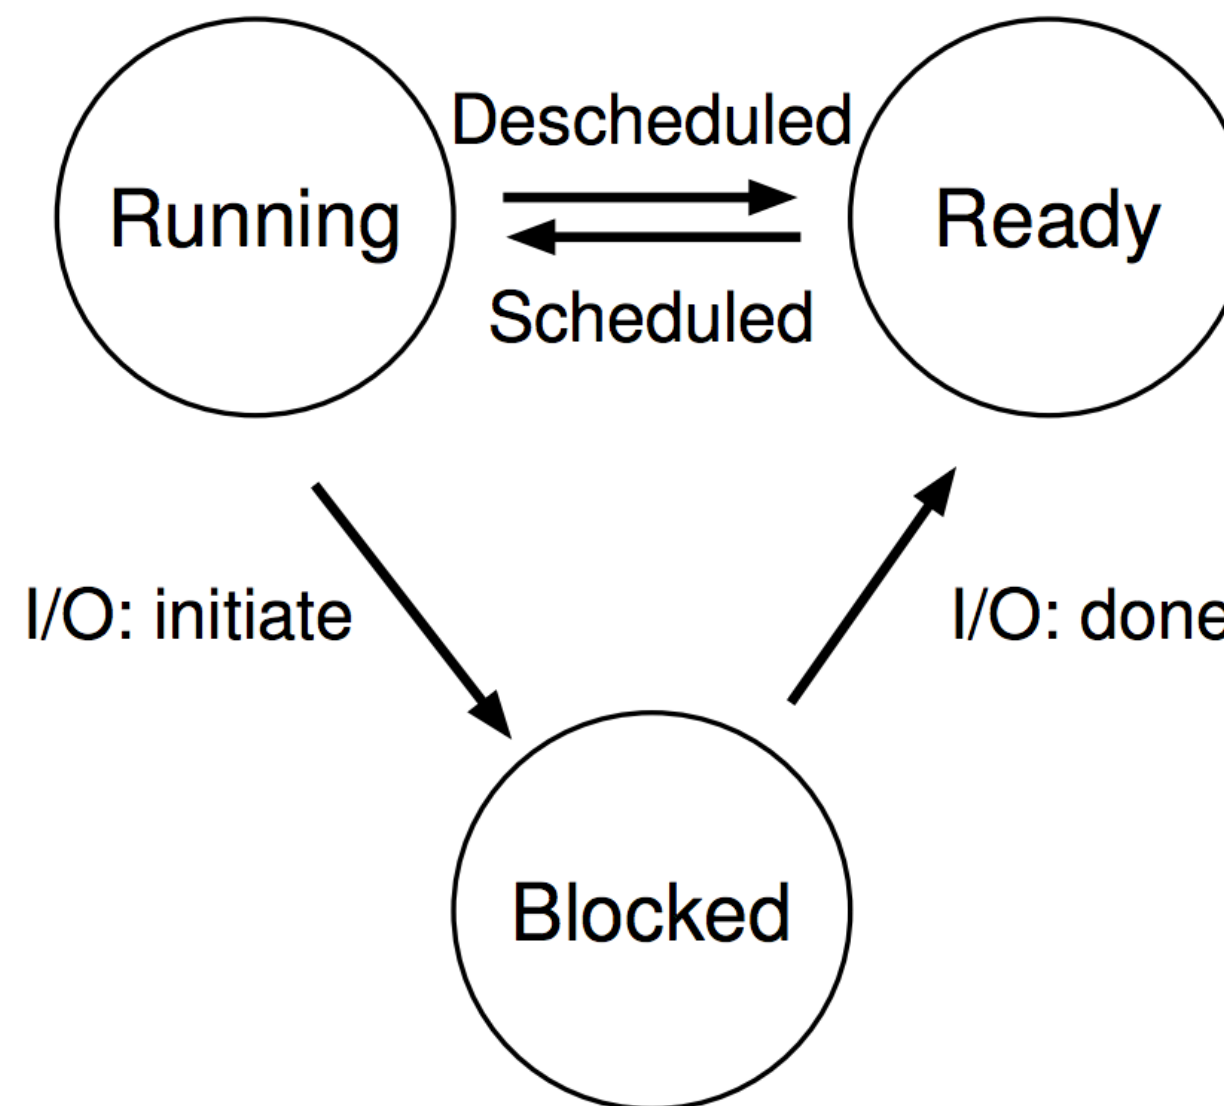 Descheduled
Running
Ready
Scheduled
I/O: initiate
I/O: done
Blocked